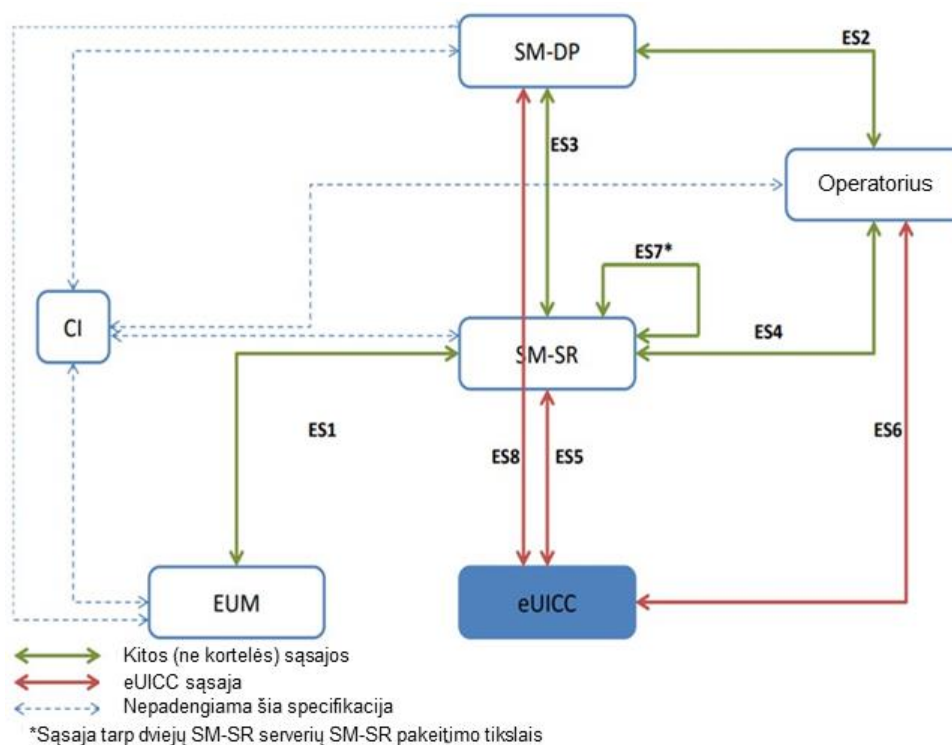 SM-DP
ES2
ES3
Operatorius
ES7*
CI
SM-SR
ES4
ES1
ES8
ES5
ES6
EUM
eUICC
Kitos (ne kortelės) sąsajos
eUICC sąsaja
Nepadengiama šia specifikacija
*Sąsaja tarp dviejų SM-SR serverių SM-SR pakeitimo tikslais